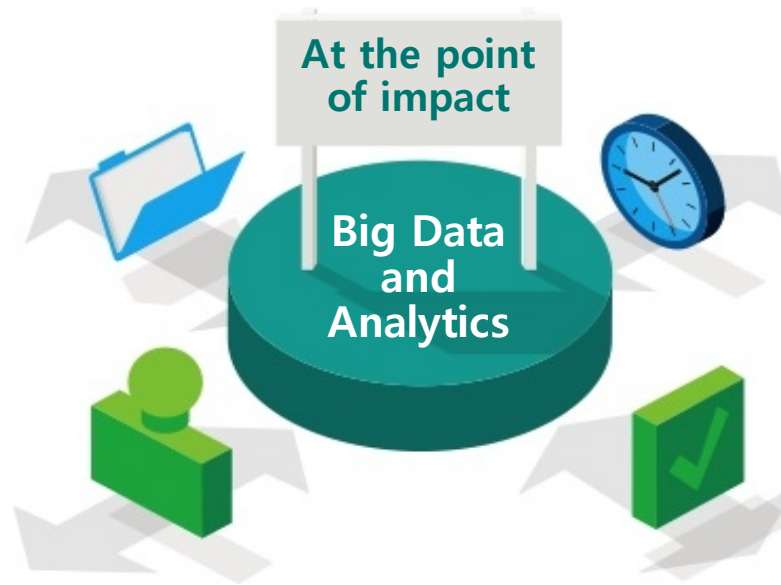 At the point
of impact
Big Data
and
Analytics